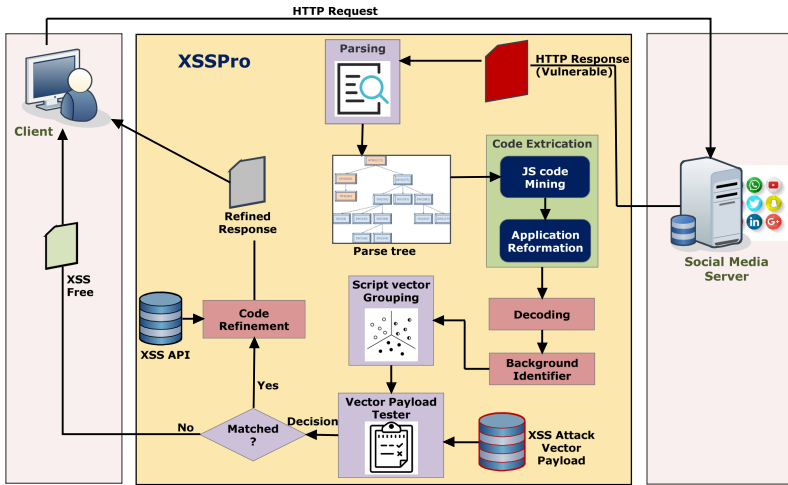 HTTP Request
XSSPro
Parsing
HTTP Response
(Vulnerable)
Client
Code Extrication
JS code
Mining
Application
Reformation
Parse tree
Refined
Response
Social Media
Server
XSS
Free
Script vector
Grouping
Decoding
Code
Refinement
XSS API
Background
Identifier
Yes
Vector Payload
Tester
No
Matched
?
Decision
XSS Attack
Vector
Payload
in
G+